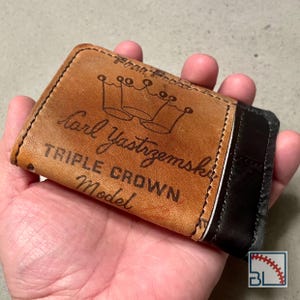 Carl Yastrzemski
TRIPLE CROWN
Model
BL